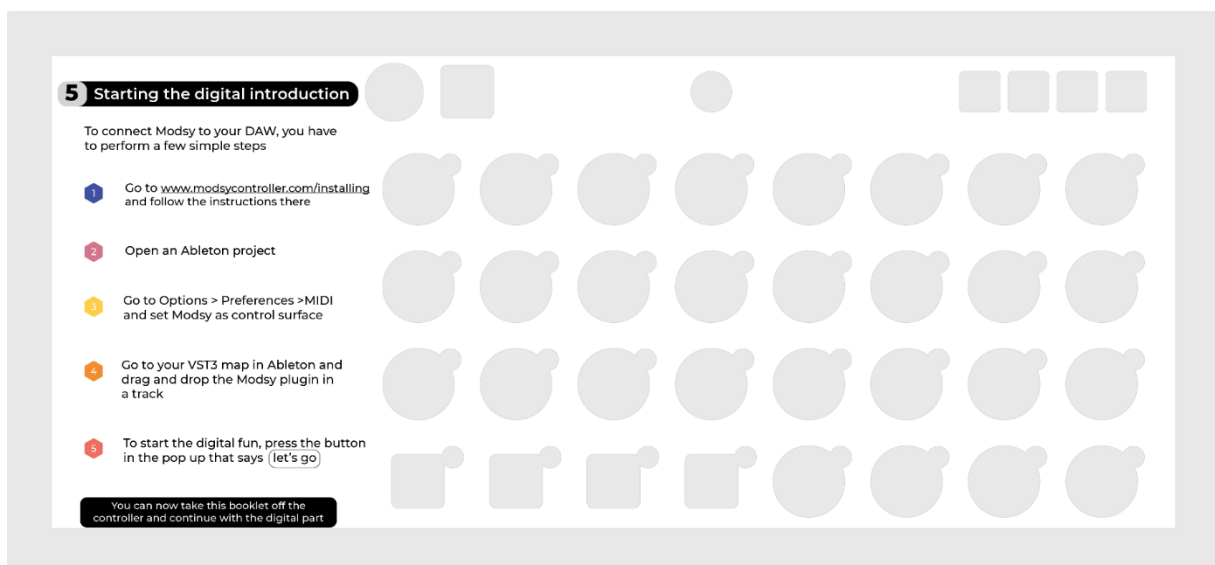 5 Starting the digital introduction
To connect Modsy to your DAW, you have
to perform a few simple steps
1 Go to www.modsycontroller.com/installing
and follow the instructions there
2 Open an Ableton project
3 Go to Options > Preferences >MIDI
and set Modsy as control surface
4 Go to your VST3 map in Ableton and
drag and drop the Modsy plugin in
a track
5 To start the digital fun, press the button
in the pop up that says let's go
You can now take this booklet off the
controller and continue with the digital part